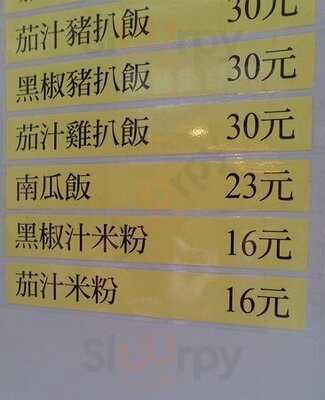 茄汁豬扒飯 30元
黑椒豬扒飯 30元
茄汁雞扒飯 30元
南瓜飯 23元
黑椒汁米粉 16元
茄汁米粉 16元
Sluurpy